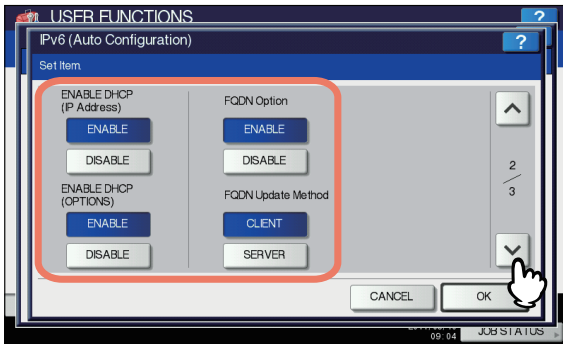 USER FUNCTIONS
?
IPv6 (Auto Configuration)
?
Set Item.
ENABLE DHCP
(IP Address)
ENABLE
DISABLE
ENABLE DHCP
(OPTIONS)
ENABLE
DISABLE
FQDN Option
ENABLE
DISABLE
FQDN Update Method
CLIENT
SERVER
2
3
CANCEL
OK
09:04
JOB STATUS